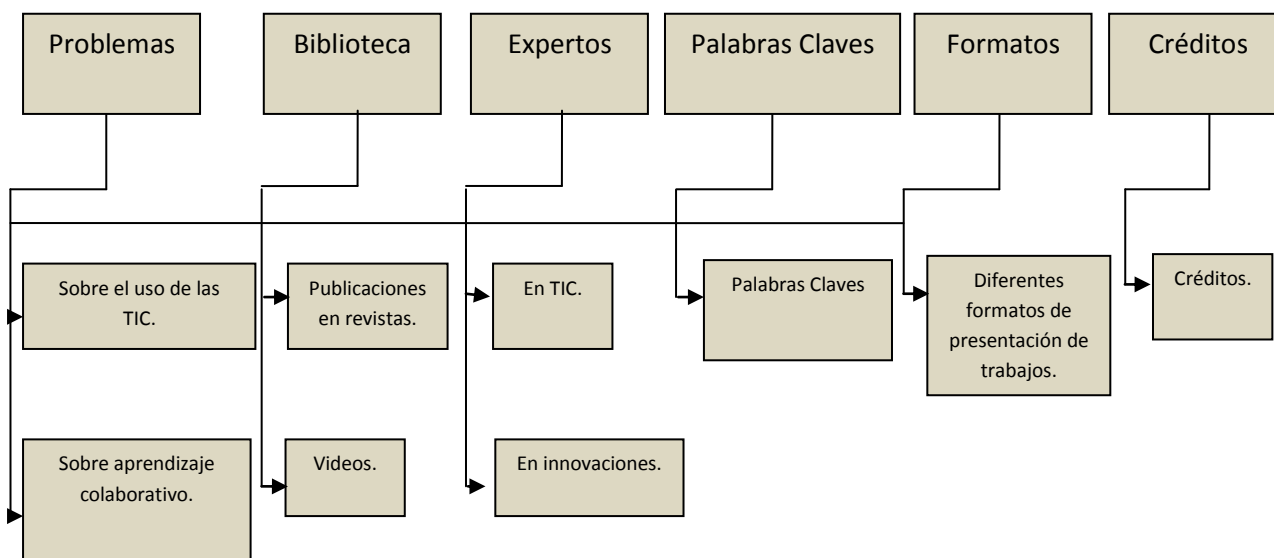 Problemas
Biblioteca
Expertos
Palabras Claves
Formatos
Créditos
Sobre el uso de las
TIC.
Publicaciones
en revistas.
En TIC.
Palabras Claves
Diferentes
formatos de
presentación de
trabajos.
Créditos.
Sobre aprendizaje
colaborativo.
Videos.
En innovaciones.